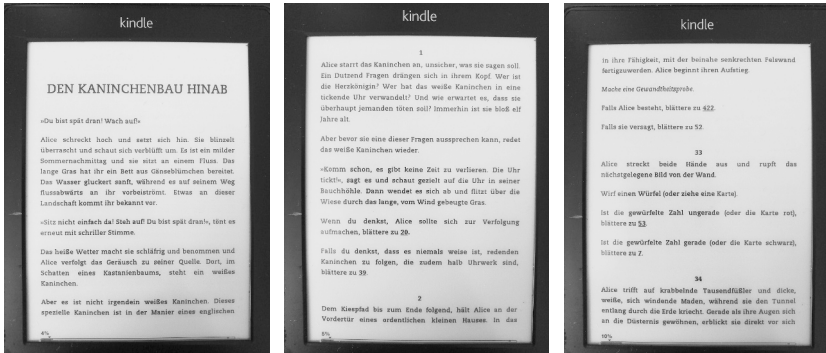 kindle
DEN KANINCHENBAU HINAB
»Du bist spät dran! Wach auf!«
Alice schreckt hoch und setzt sich hin. Sie blinzelt
überrascht und schaut sich verblüfft um. Es ist ein milder
Sommernachmittag und sie sitzt an einem Fluss. Das
lange Gras hat ihr ein Bett aus Gänseblümchen bereitet.
Das Wasser gluckert sanft, während es auf seinem Weg
flussabwärts an ihr vorbeiströmt. Etwas an dieser
Landschaft kommt ihr bekannt vor.
»Sitz nicht einfach da! Steh auf! Du bist spät dran!«, tönt es
erneut mit schriller Stimme.
Das heiße Wetter macht sie schläfrig und benommen und
Alice verfolgt das Geräusch zu seiner Quelle. Dort, im
Schatten eines Kastanienbaums, steht ein weißes
Kaninchen.
Aber es ist nicht irgendein weißes Kaninchen. Dieses
spezielle Kaninchen ist in der Manier eines englischen
4%
kindle
1
Alice starrt das Kaninchen an, unsicher, was sie sagen soll.
Ein Dutzend Fragen drängen sich in ihrem Kopf. Wer ist
die Herzkönigin? Wer hat das weiße Kaninchen in eine
tickende Uhr verwandelt? Und wie erwartet es, dass sie
überhaupt jemanden töten soll? Immerhin ist sie bloß elf
Jahre alt.
Aber bevor sie eine dieser Fragen aussprechen kann, redet
das weiße Kaninchen wieder.
»Komm schon, es gibt keine Zeit zu verlieren. Die Uhr
tickt!«, sagt es und schaut gezielt auf die Uhr in seiner
Bauchhöhle. Dann wendet es sich ab und flitzt über die
Wiese durch das lange, vom Wind gebeugte Gras.
Wenn du denkst, Alice sollte sich zur Verfolgung
aufmachen, blättere zu 20.
Falls du denkst, dass es niemals weise ist, redenden
Kaninchen zu folgen, die zudem halb Uhrwerk sind,
blättere zu 39.
2
Dem Kiespfad bis zum Ende folgend, hält Alice an der
Vordertür eines ordentlichen kleinen Hauses. In das
5%
kindle
in ihre Fähigkeit, mit der beinahe senkrechten Felswand
fertigzuwerden. Alice beginnt ihren Aufstieg.
Mache eine Gewandtheitsprobe.
Falls Alice besteht, blättere zu 422.
Falls sie verzagt, blättere zu 52.
33
Alice streckt beide Hände aus und rupft das
nächstgelegene Bild von der Wand.
Wirf einen Würfel (oder ziehe eine Karte).
Ist die gewürfelte Zahl ungerade (oder die Karte rot),
blättere zu 53.
Ist die gewürfelte Zahl gerade (oder die Karte schwarz),
blättere zu 7.
34
Alice trifft auf krabbelnde Tausendfüßler und dicke,
weiße, sich windende Maden, während sie den Tunnel
entlang durch die Erde kriecht. Gerade als ihre Augen sich
an die Düsternis gewöhnen, erblickt sie direkt vor sich
10%